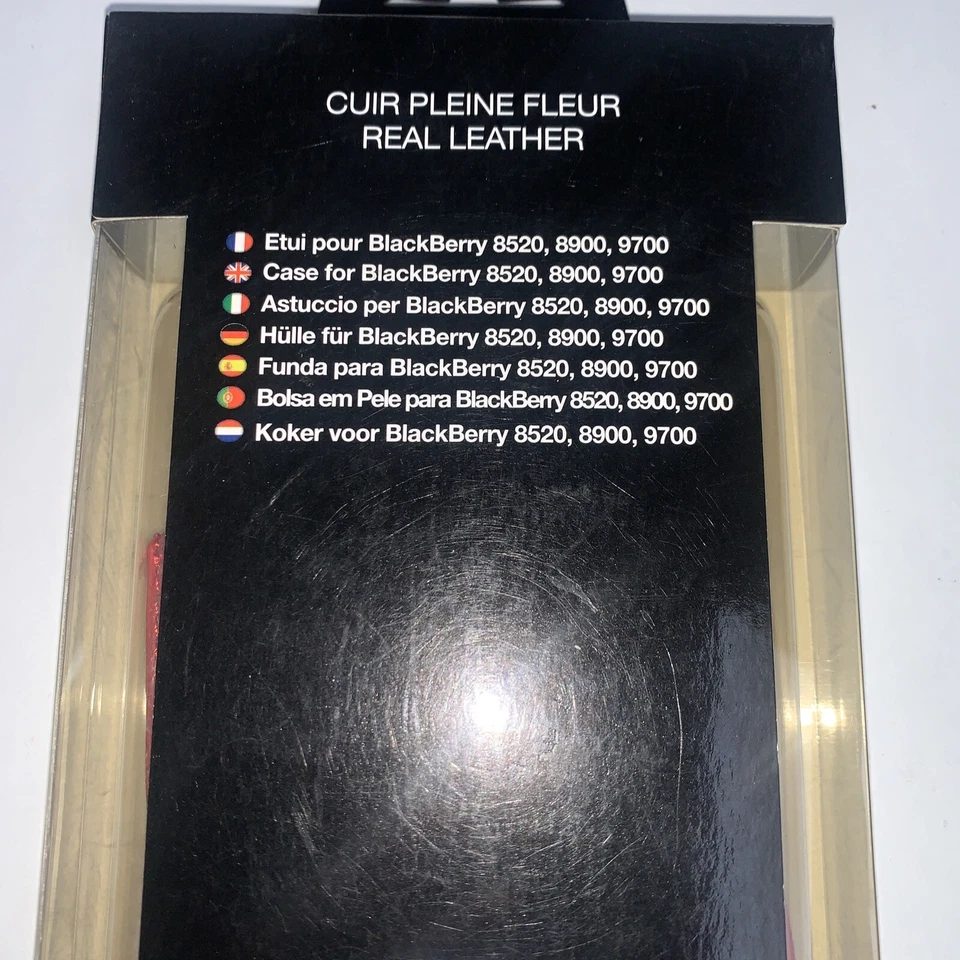 CUIR PLEINE FLEUR
REAL LEATHER
Etui pour BlackBerry 8520, 8900, 9700
Case for BlackBerry 8520, 8900, 9700
Astuccio per BlackBerry 8520, 8900, 9700
Hülle für BlackBerry 8520, 8900, 9700
Funda para BlackBerry 8520, 8900, 9700
Bolsa em Pele para BlackBerry 8520, 8900, 9700
Koker voor BlackBerry 8520, 8900, 9700